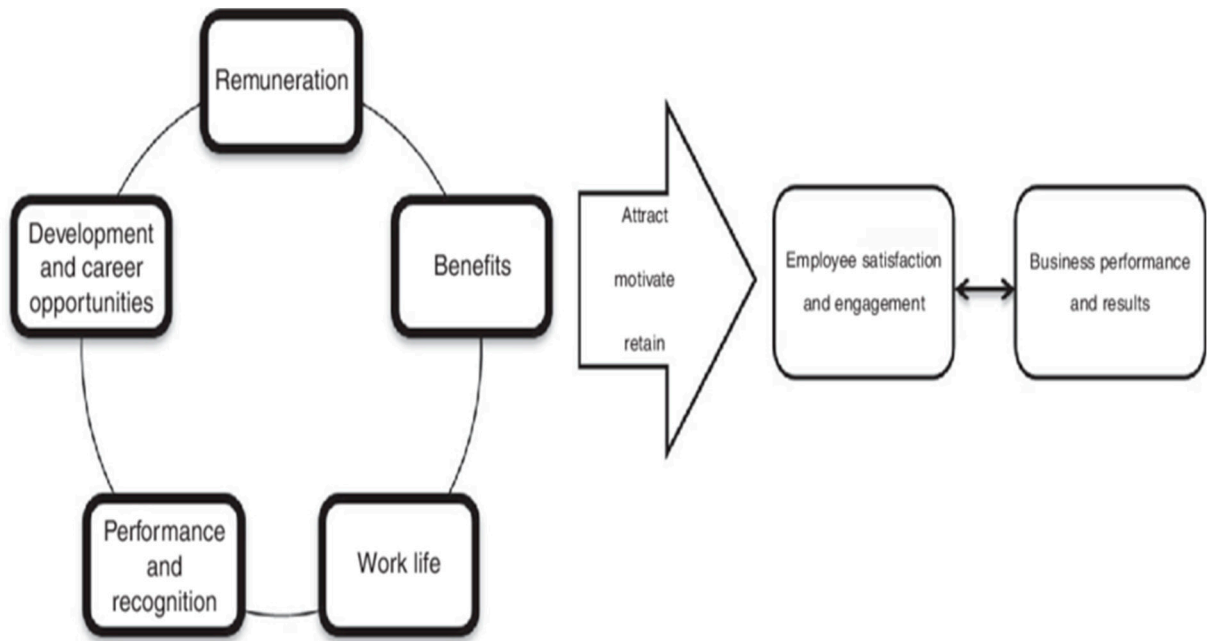 Remuneration
Development
and career
opportunities
Benefits
Performance
and
recognition
Work life
Attract
motivate
retain
Employee satisfaction
and engagement
Business performance
and results